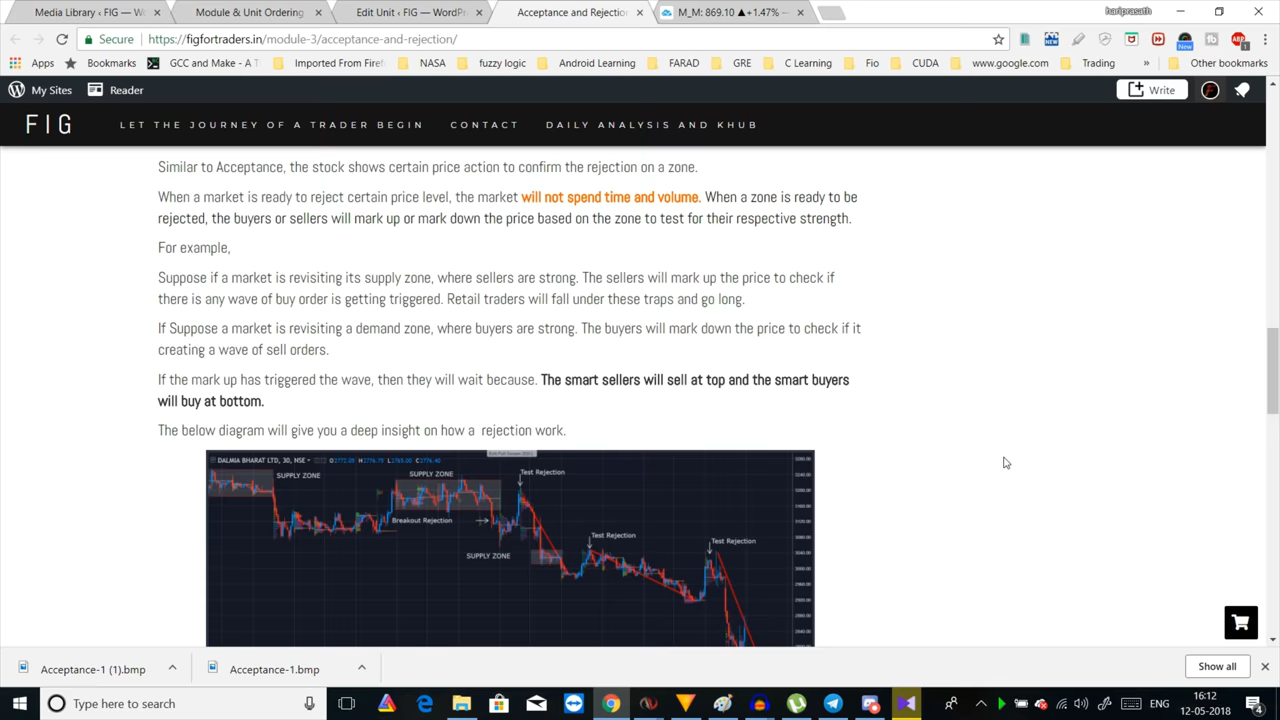 Media Library ‹ FIG — W
Module & Unit Ordering
Edit Unit ‹ FIG — WordPr
Acceptance and Rejection
M_M: 869.10 ▲+1.47% —
hariprasath
Secure
https://figfortraders.in/module-3/acceptance-and-rejection/
New
1
Apps
Bookmarks
GCC and Make - A T
Imported From Firef
NASA
fuzzy logic
Android Learning
FARAD
GRE
C Learning
Fio
CUDA
www.google.com
Trading
»
Other bookmarks
My Sites
Reader
Write
FIG
LET THE JOURNEY OF A TRADER BEGIN
CONTACT
DAILY ANALYSIS AND KHUB
Similar to Acceptance, the stock shows certain price action to confirm the rejection on a zone.
When a market is ready to reject certain price level, the market will not spend time and volume. When a zone is ready to be
rejected, the buyers or sellers will mark up or mark down the price based on the zone to test for their respective strength.
For example,
Suppose if a market is revisiting its supply zone, where sellers are strong. The sellers will mark up the price to check if
there is any wave of buy order is getting triggered. Retail traders will fall under these traps and go long.
If Suppose a market is revisiting a demand zone, where buyers are strong. The buyers will mark down the price to check if it
creating a wave of sell orders.
If the mark up has triggered the wave, then they will wait because. The smart sellers will sell at top and the smart buyers
will buy at bottom.
The below diagram will give you a deep insight on how a rejection work.
DALMIA BHARAT LTD, 30, NSE
SUPPLY ZONE
SUPPLY ZONE
Test Rejection
Breakout Rejection
SUPPLY ZONE
Test Rejection
Test Rejection
Acceptance-1 (1).bmp
Acceptance-1.bmp
Show all
Type here to search
ENG
16:12
12-05-2018